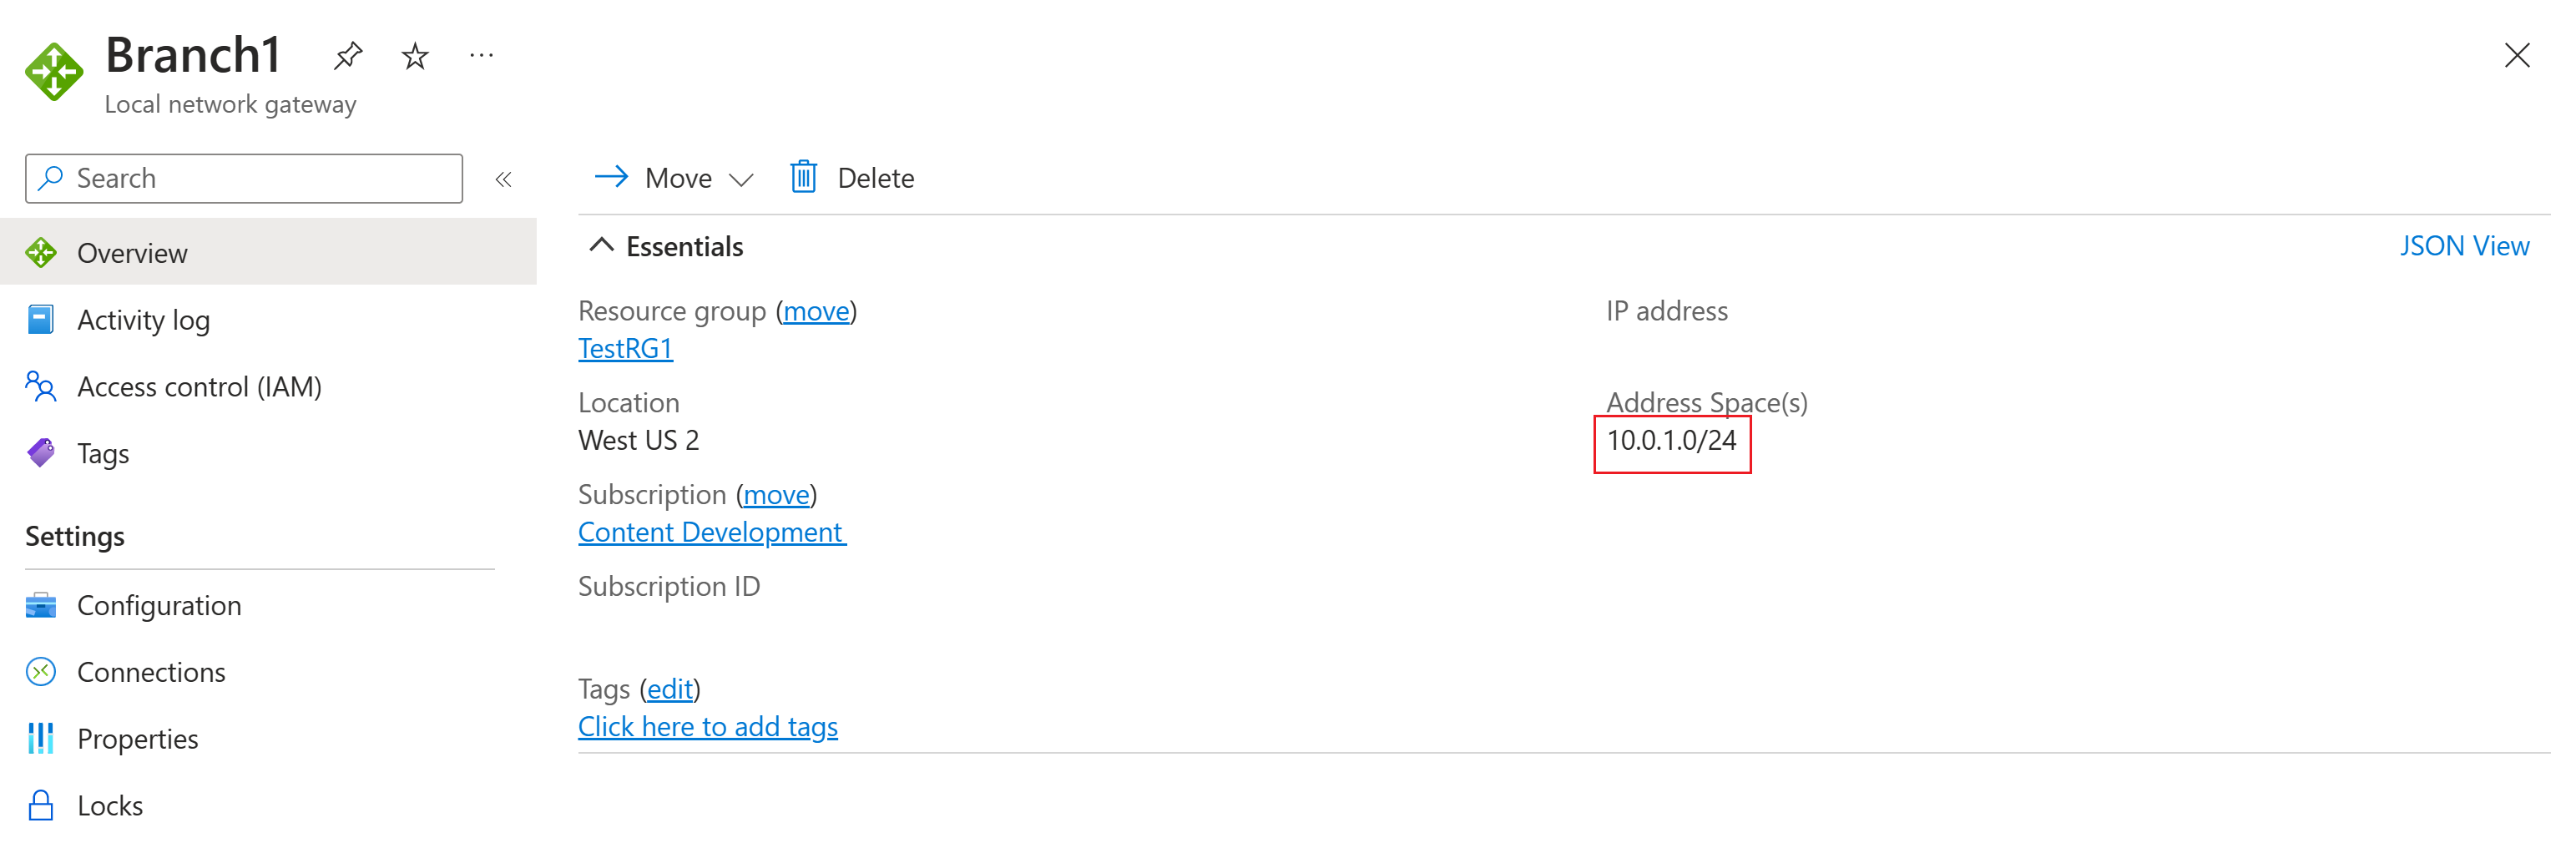 Branch1
Local network gateway
Search
Overview
Activity log
Access control (IAM)
Tags
Settings
Configuration
Connections
Properties
Locks
Move
Delete
Essentials
JSON View
Resource group (move)
TestRG1
Location
West US 2
Subscription (move)
Content Development
Subscription ID
Tags (edit)
Click here to add tags
IP address
Address Space(s)
10.0.1.0/24